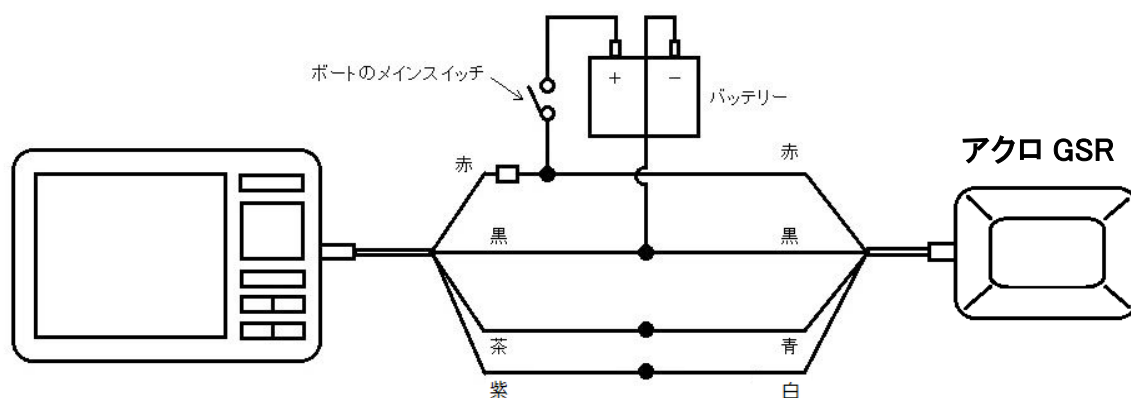 ボートのメインスイッチ
+ −
バッテリー
赤 赤
アクロ GSR
黒 黒
茶 青
紫 白